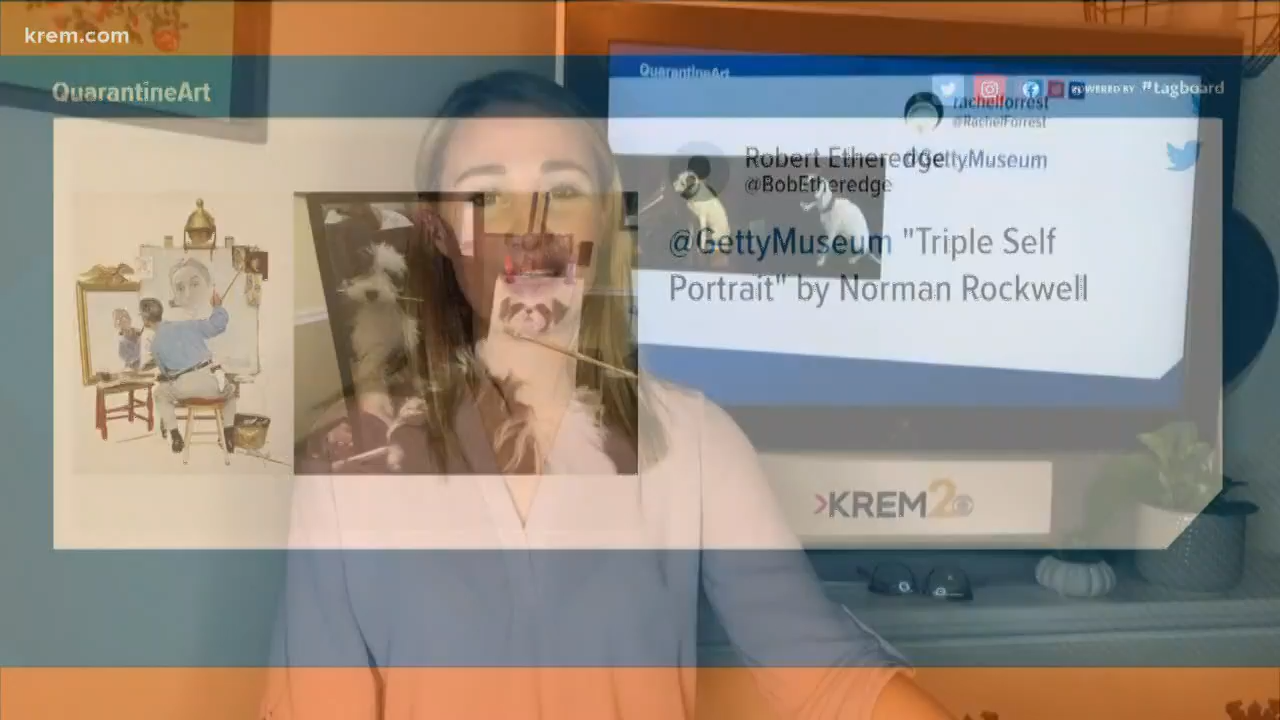 krem.com
QuarantineArt
QuarantineArt
POWERED BY #tagboard
rachelforrest
@RachelForrest
@GettyMuseum
Robert Etheredge
@BobEtheredge
@GettyMuseum "Triple Self
Portrait" by Norman Rockwell
KREM2